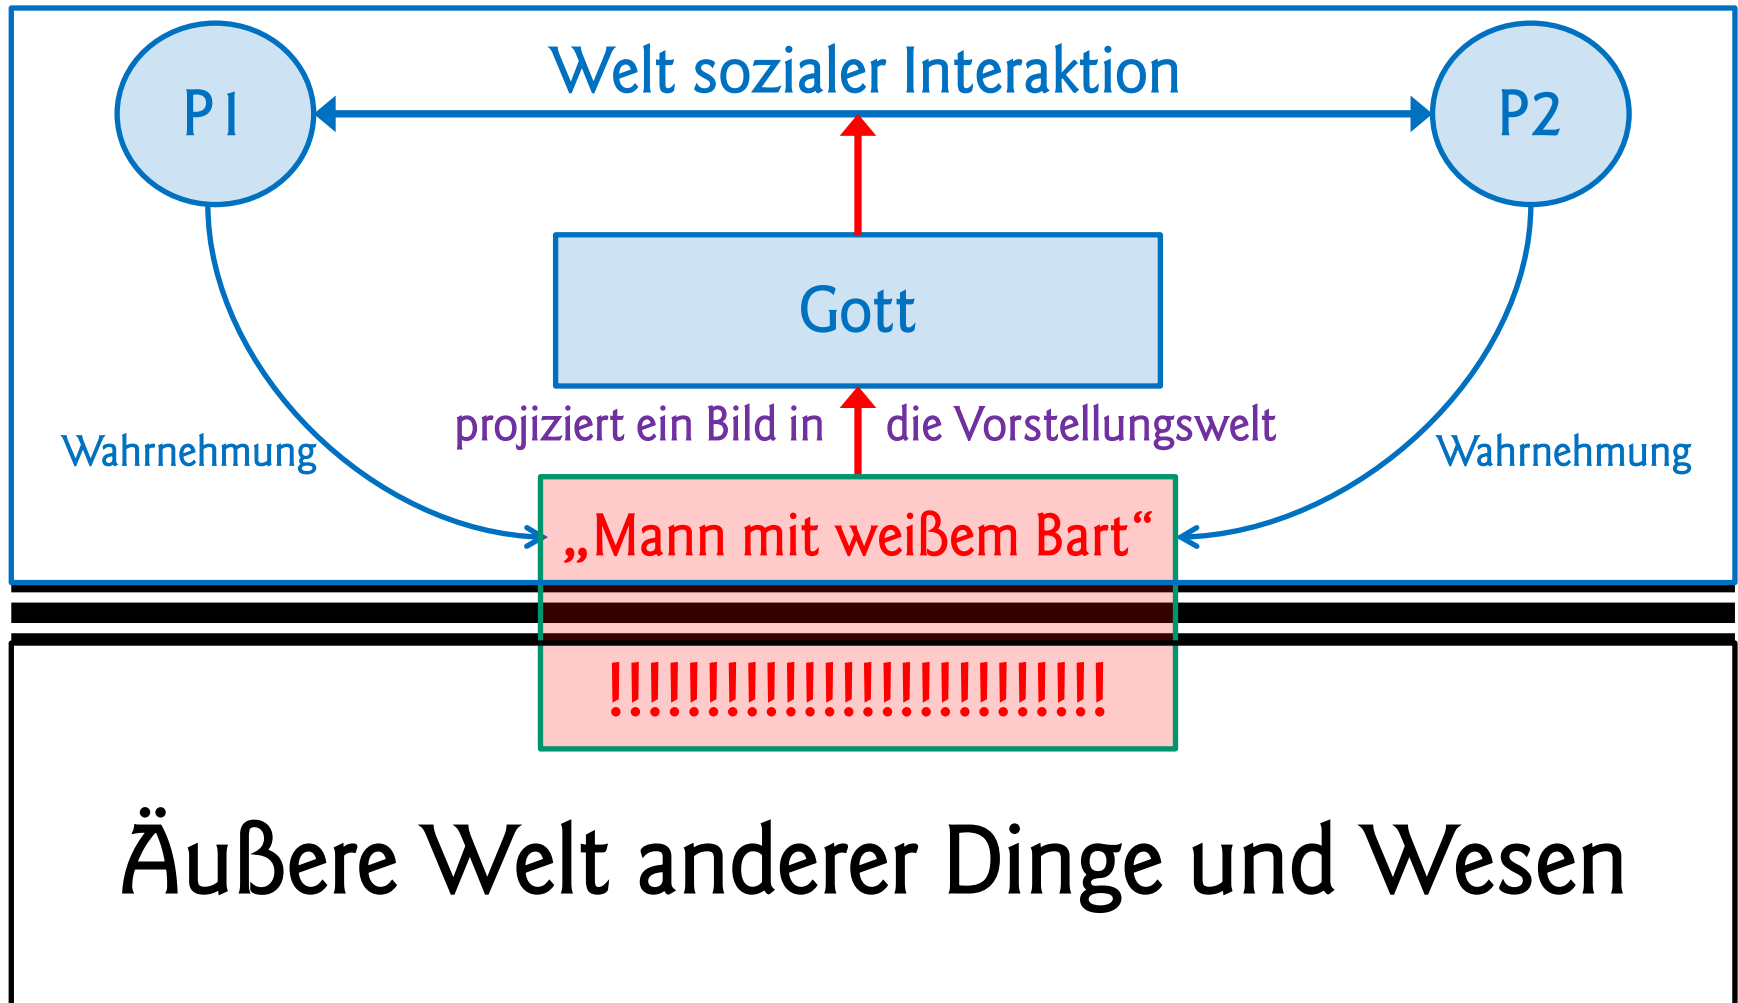 Welt sozialer Interaktion
P1
P2
Gott
projiziert ein Bild in die Vorstellungswelt
Wahrnehmung
Wahrnehmung
„Mann mit weißem Bart“
!!!!!!!!!!!!!!!!!!!!!!!!!!
Äußere Welt anderer Dinge und Wesen